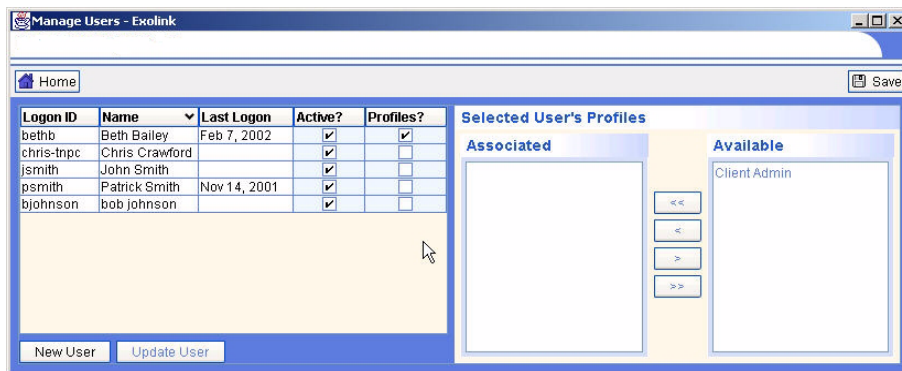 Manage Users - Exolink
Home
Save
Logon ID Name Last Logon Active? Profiles?
bethb Beth Bailey Feb 7, 2002
chris-tnpc Chris Crawford
jsmith John Smith
psmith Patrick Smith Nov 14, 2001
bjohnson bob johnson
New User Update User
Selected User's Profiles
Associated Available
Client Admin
<<
<
>
>>